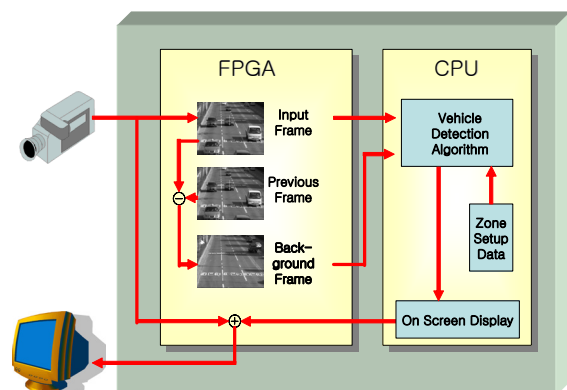 FPGA
CPU
Input
Frame
Vehicle
Detection
Algorithm
Previous
Frame
Zone
Setup
Data
Back-
ground
Frame
On Screen Display